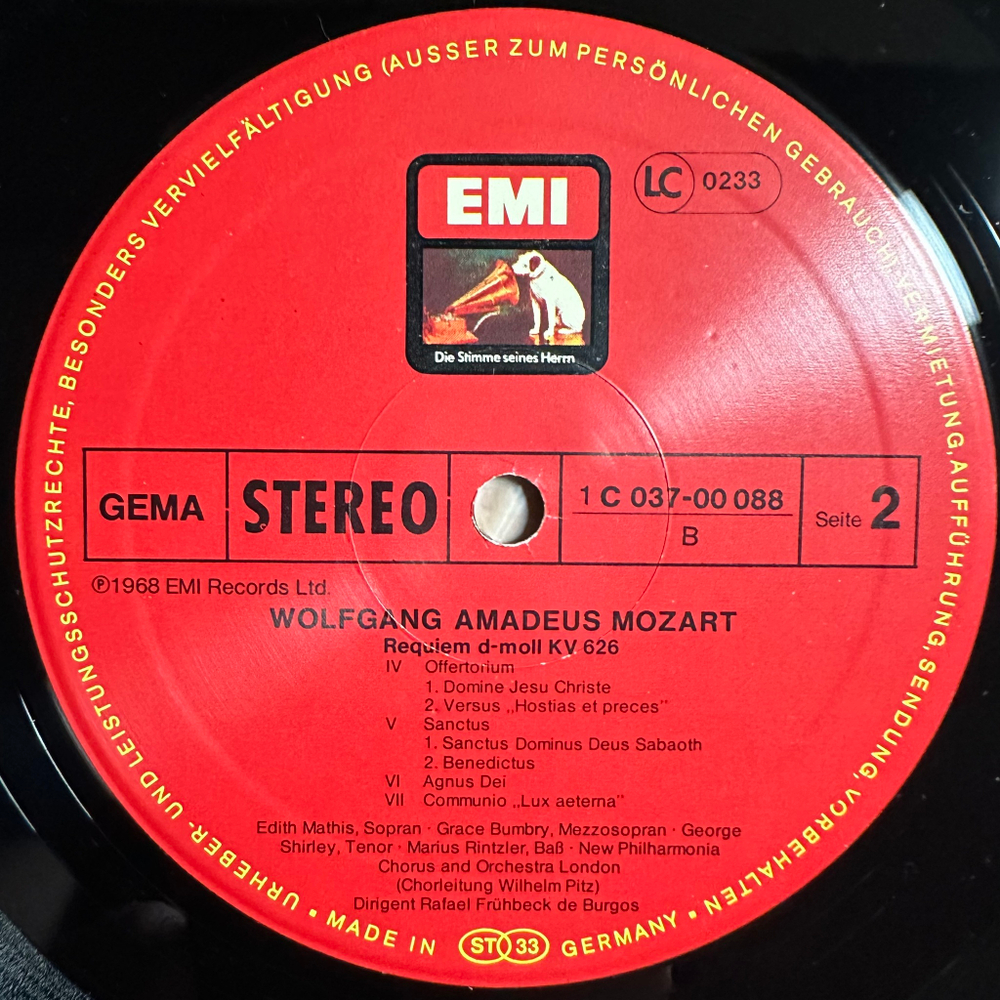 URHEBER- UND LEISTUNGSSCHUTZRECHTE, BESONDERS VERVIELFÄLTIGUNG (AUSSER ZUM PERSÖNLICHEN GEBRAUCH), VERMIETUNG, AUFFÜHRUNG, SENDUNG, VORBEHALTEN
EMI
LC 0233
Die Stimme seines Herrn
GEMA
STEREO
1 C 037-00 088
B
Seite 2
℗1968 EMI Records Ltd.
WOLFGANG AMADEUS MOZART
Requiem d-moll KV 626
IV Offertorium
1. Domine Jesu Christe
2. Versus „Hostias et preces"
V Sanctus
1. Sanctus Dominus Deus Sabaoth
2. Benedictus
VI Agnus Dei
VII Communio „Lux aeterna"
Edith Mathis, Sopran · Grace Bumbry, Mezzosopran · George
Shirley, Tenor · Marius Rintzler, Baß · New Philharmonia
Chorus and Orchestra London
(Chorleitung Wilhelm Pitz)
Dirigent Rafael Frühbeck de Burgos
▪ MADE IN ST 33 GERMANY ▪